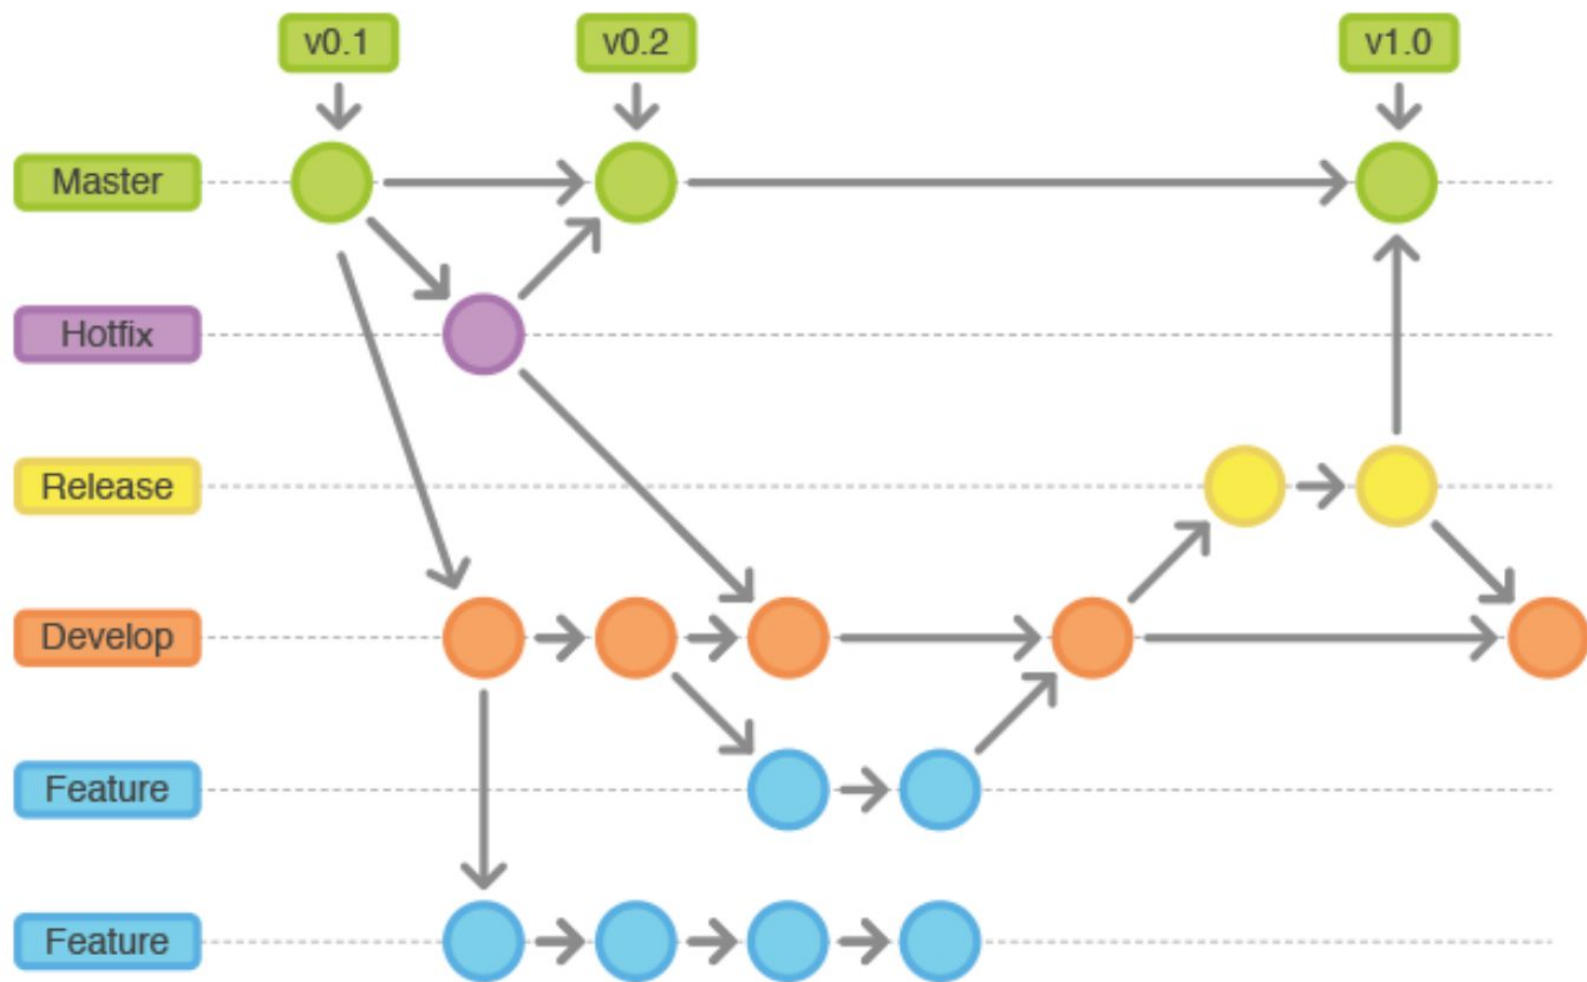 v0.1
v0.2
v1.0
Master
Hotfix
Release
Develop
Feature
Feature